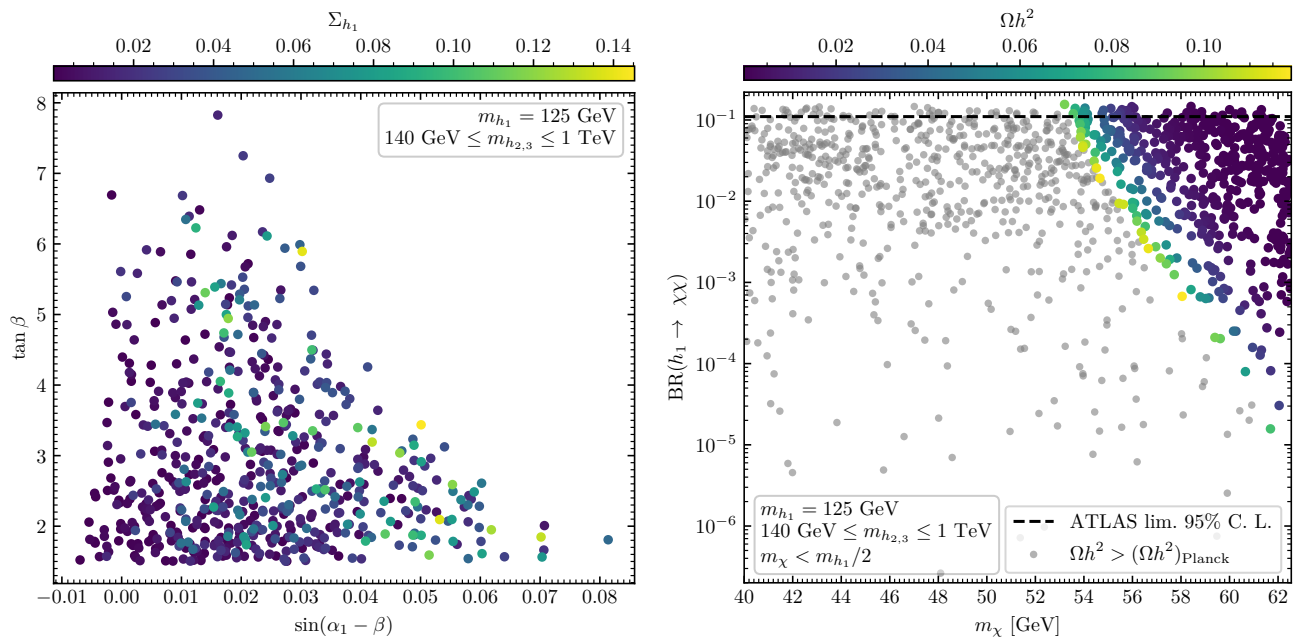 Σ_{h_1}
0.02 0.04 0.06 0.08 0.10 0.12 0.14
m_{h_1} = 125 GeV
140 GeV ≤ m_{h_{2,3}} ≤ 1 TeV
tan β
8
7
6
5
4
3
2
−0.01 0.00 0.01 0.02 0.03 0.04 0.05 0.06 0.07 0.08
sin(α_1 − β)
Ωh^2
0.02 0.04 0.06 0.08 0.10
BR(h_1 → χχ)
10^{−1}
10^{−2}
10^{−3}
10^{−4}
10^{−5}
10^{−6}
m_{h_1} = 125 GeV
140 GeV ≤ m_{h_{2,3}} ≤ 1 TeV
m_χ < m_{h_1}/2
ATLAS lim. 95% C. L.
Ωh^2 > (Ωh^2)_{Planck}
40 42 44 46 48 50 52 54 56 58 60 62
m_χ [GeV]